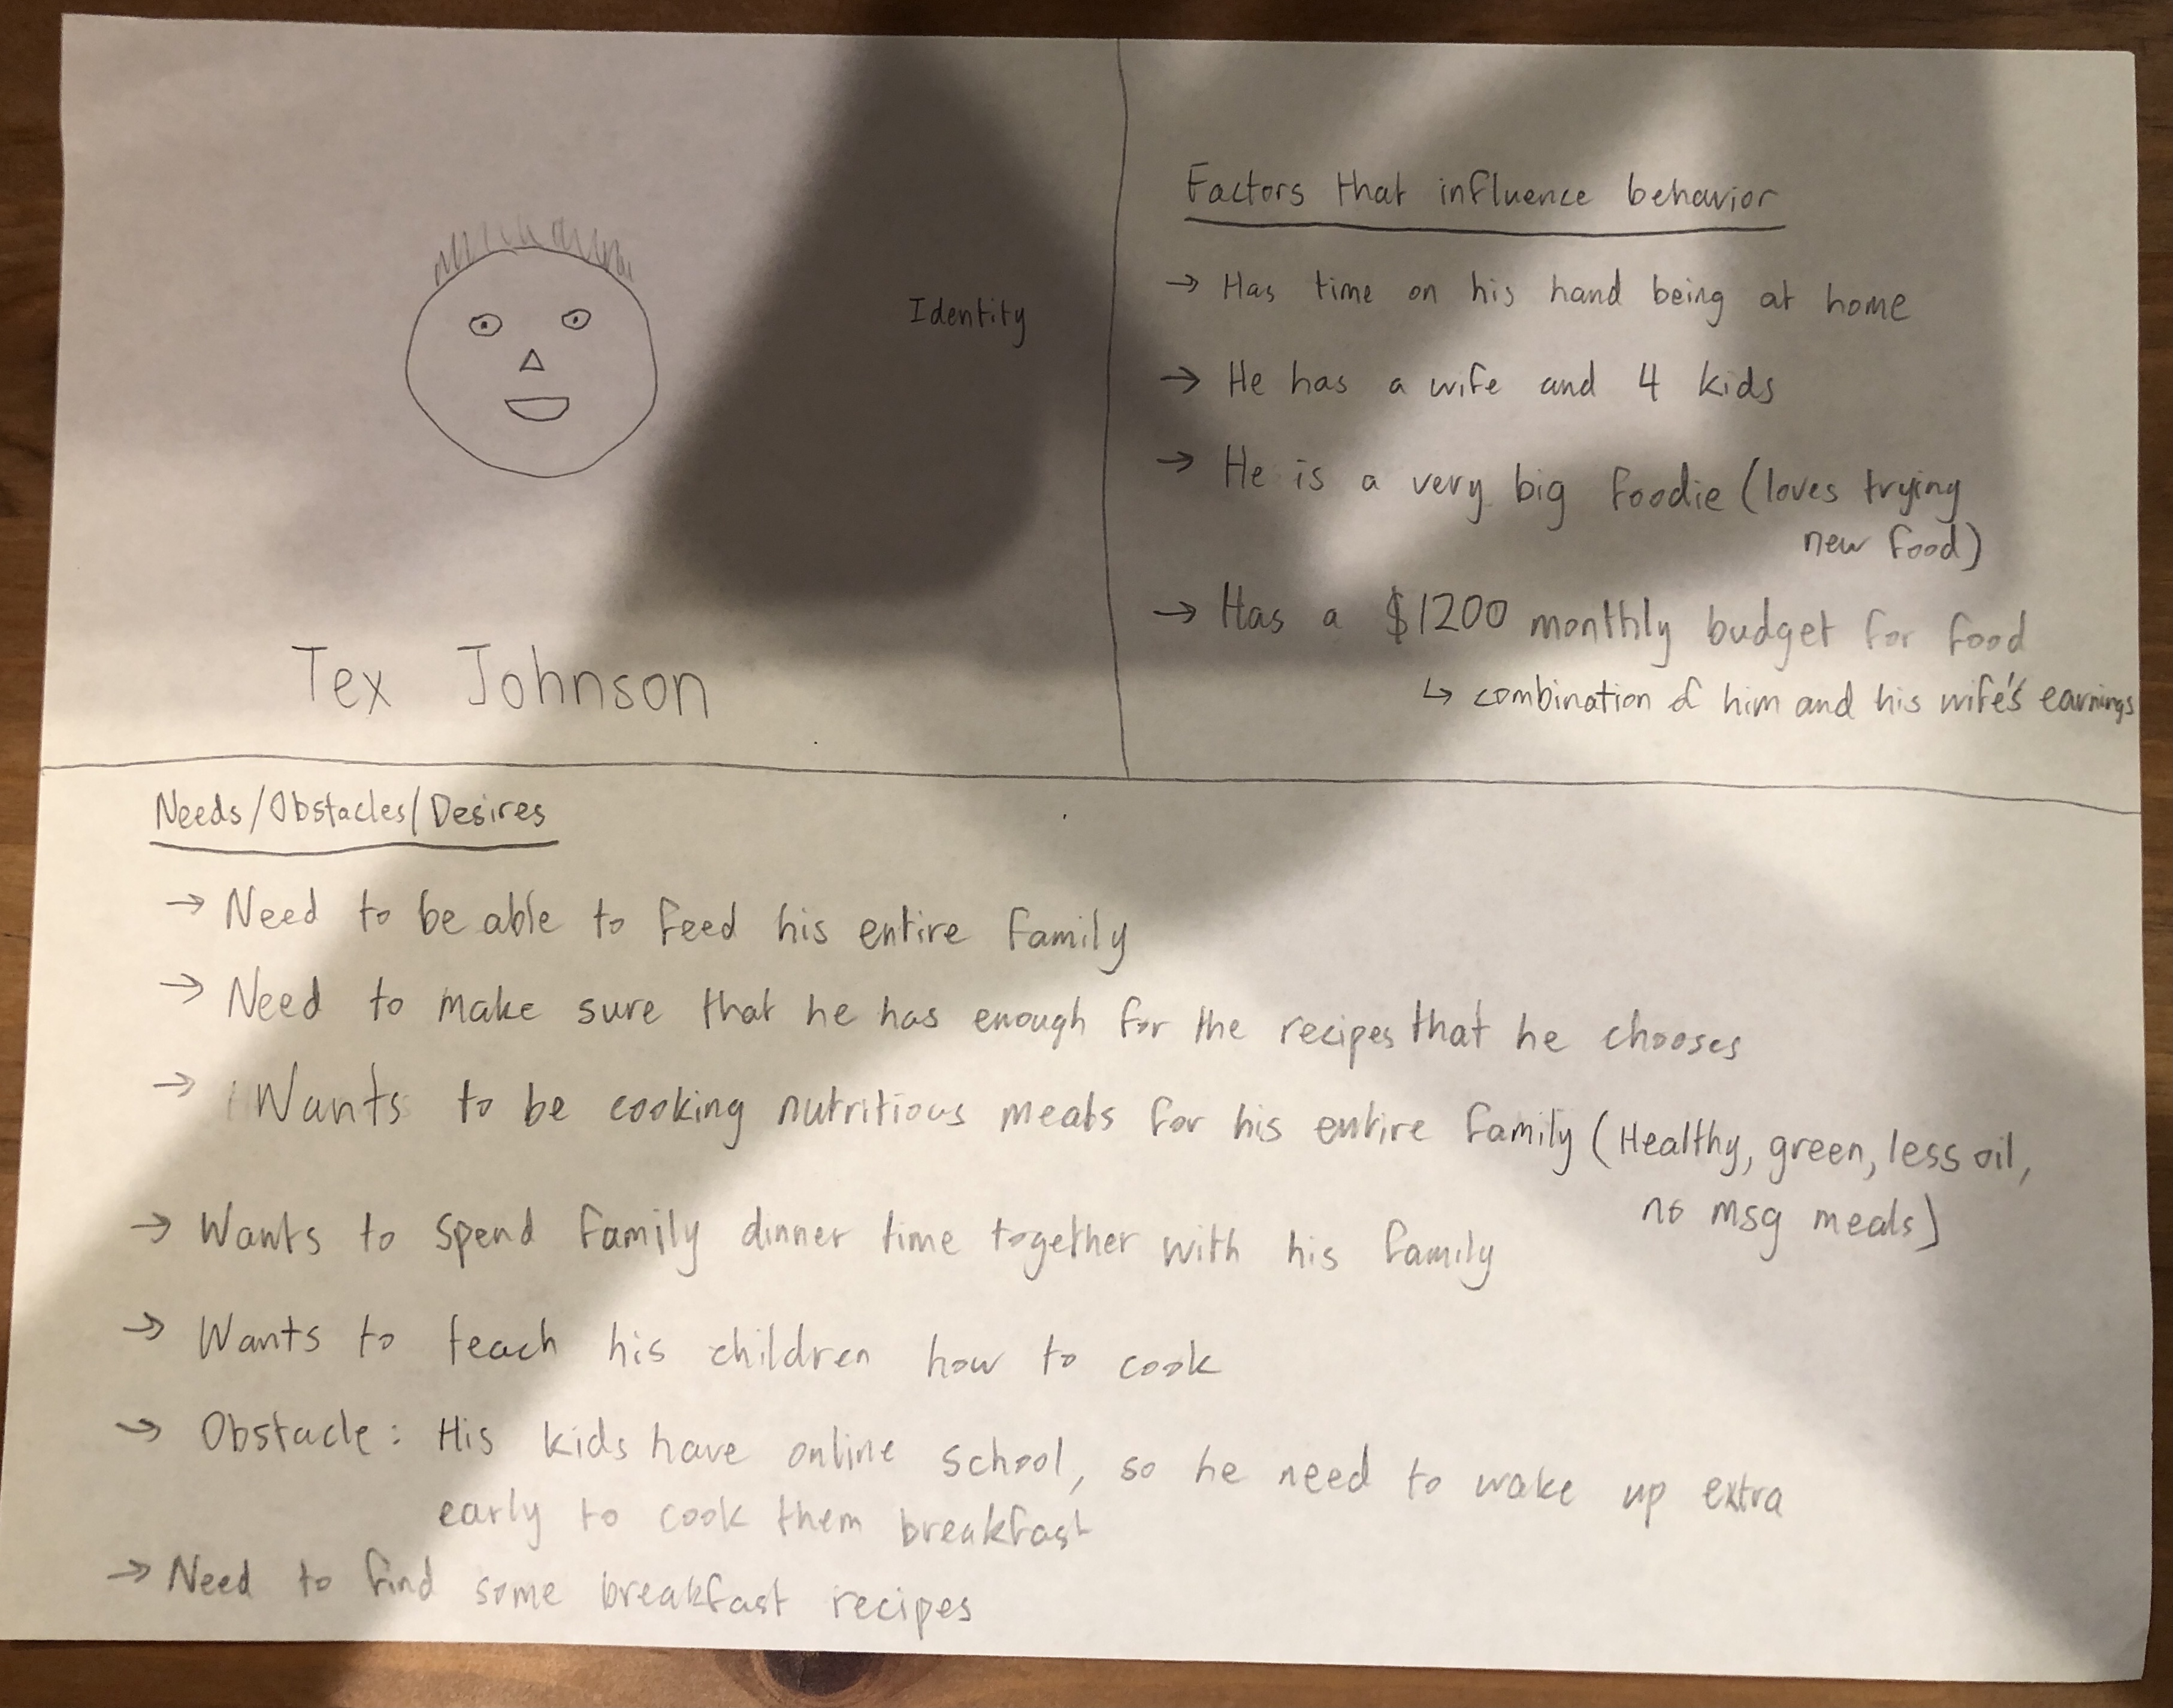 Identity
Tex Johnson
Factors that influence behavior
→ Has time on his hand being at home
→ He has a wife and 4 kids
→ He is a very big foodie (loves trying
new food)
→ Has a $1200 monthly budget for food
↳ combination of him and his wife's earnings
Needs/Obstacles/Desires
→ Need to be able to feed his entire family
→ Need to make sure that he has enough for the recipes that he chooses
→ Wants to be cooking nutritious meals for his entire family (Healthy, green, less oil,
no msg meals)
→ Wants to spend family dinner time together with his family
→ Wants to teach his children how to cook
→ Obstacle: His kids have online school, so he need to wake up extra
early to cook them breakfast
→ Need to find some breakfast recipes